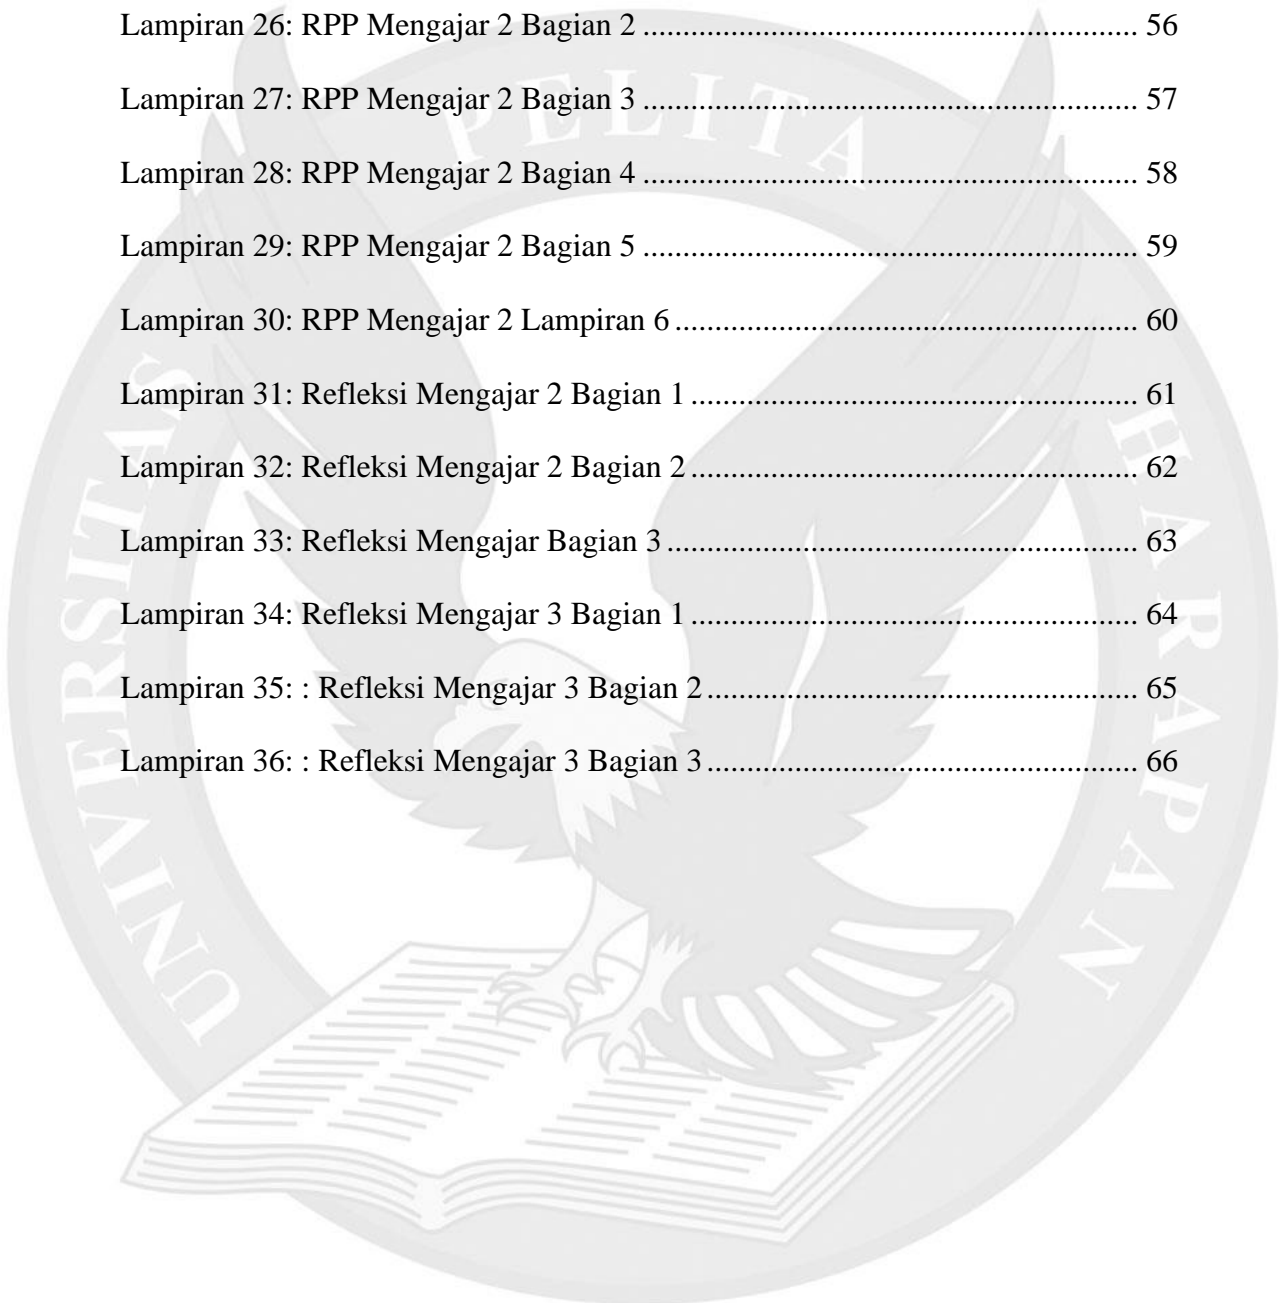 Lampiran 26: RPP Mengajar 2 Bagian 2 ........................................................................................................ 56
Lampiran 27: RPP Mengajar 2 Bagian 3 ........................................................................................................ 57
Lampiran 28: RPP Mengajar 2 Bagian 4 ........................................................................................................ 58
Lampiran 29: RPP Mengajar 2 Bagian 5 ........................................................................................................ 59
Lampiran 30: RPP Mengajar 2 Lampiran 6 ................................................................................................. 60
Lampiran 31: Refleksi Mengajar 2 Bagian 1 .............................................................................................. 61
Lampiran 32: Refleksi Mengajar 2 Bagian 2 .............................................................................................. 62
Lampiran 33: Refleksi Mengajar Bagian 3 ................................................................................................... 63
Lampiran 34: Refleksi Mengajar 3 Bagian 1 .............................................................................................. 64
Lampiran 35: : Refleksi Mengajar 3 Bagian 2 ........................................................................................... 65
Lampiran 36: : Refleksi Mengajar 3 Bagian 3 ........................................................................................... 66
UNIVERSITAS PELITA HARAPAN